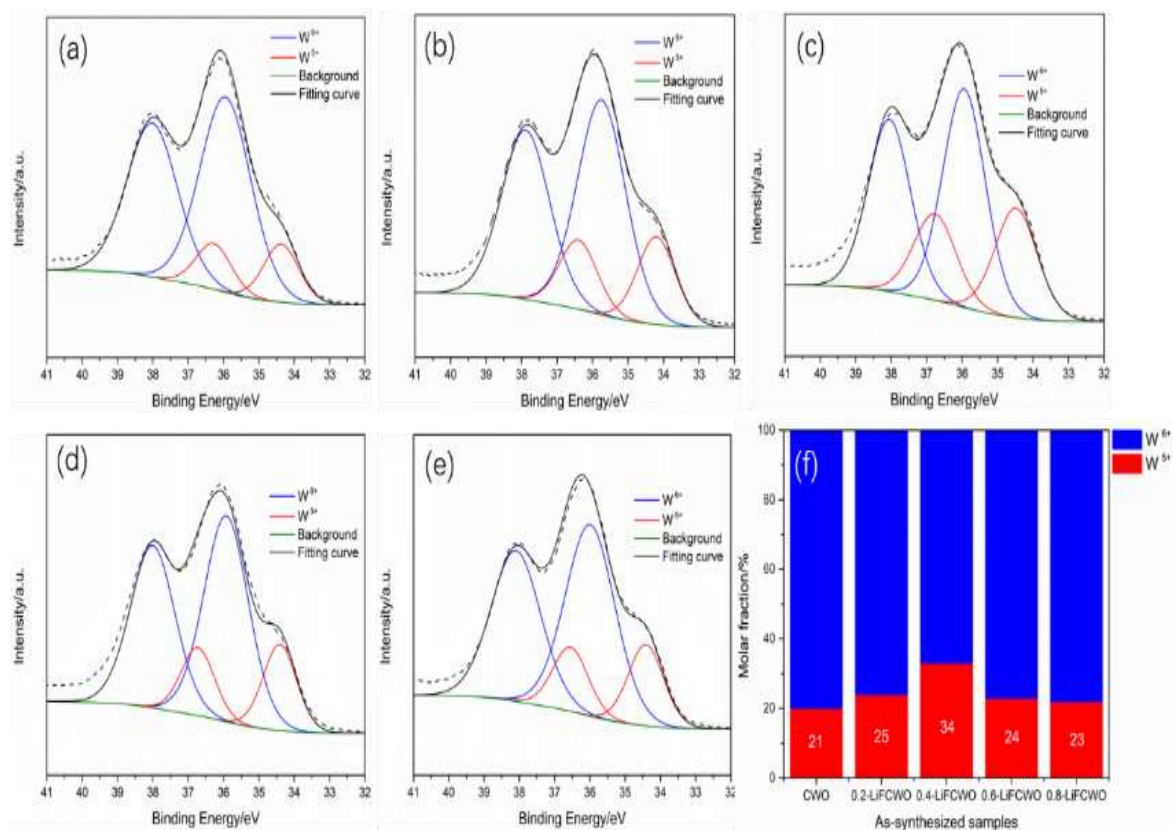 (a)
W⁶⁺
W⁵⁺
Background
Fitting curve
Intensity/a.u.
41 40 39 38 37 36 35 34 33 32
Binding Energy/eV
(b)
W⁶⁺
W⁵⁺
Background
Fitting curve
Intensity/a.u.
41 40 39 38 37 36 35 34 33 32
Binding Energy/eV
(c)
W⁶⁺
W⁵⁺
Background
Fitting curve
Intensity/a.u.
41 40 39 38 37 36 35 34 33 32
Binding Energy/eV
(d)
W⁶⁺
W⁵⁺
Background
Fitting curve
Intensity/a.u.
41 40 39 38 37 36 35 34 33 32
Binding Energy/eV
(e)
W⁶⁺
W⁵⁺
Background
Fitting curve
Intensity/a.u.
41 40 39 38 37 36 35 34 33 32
Binding Energy/eV
(f)
W⁶⁺
W⁵⁺
Molar fraction/%
100
80
60
40
20
0
21 25 34 24 23
CWO 0.2-LiFCWO 0.4-LiFCWO 0.6-LiFCWO 0.8-LiFCWO
As-synthesized samples